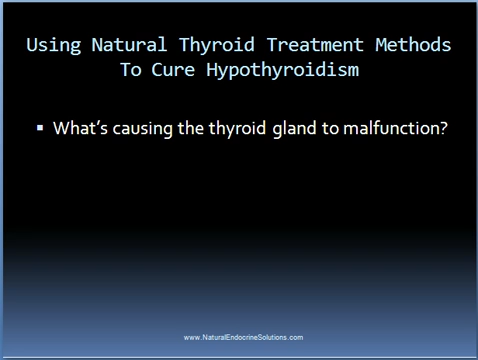 Using Natural Thyroid Treatment Methods
To Cure Hypothyroidism
▪ What's causing the thyroid gland to malfunction?
www.NaturalEndocrineSolutions.com